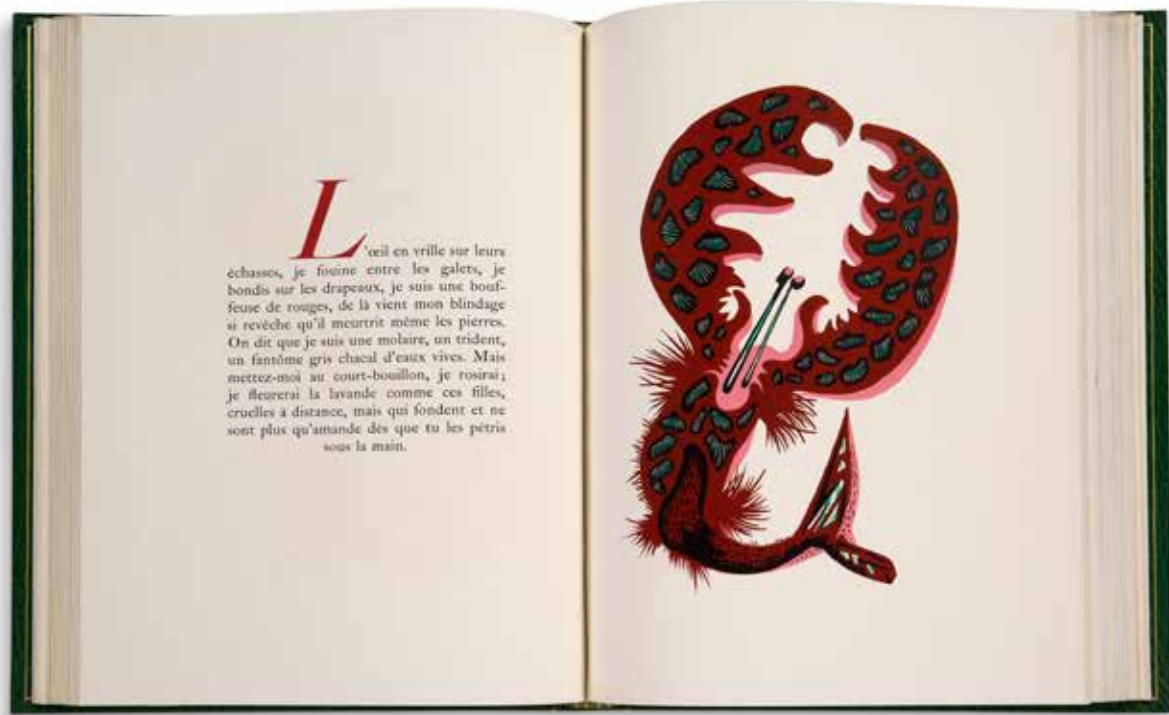 L'œil en vrille sur leurs
échasses, je fouine entre les galets, je
bondis sur les drapeaux, je suis une bouf-
feuse de rouges, de là vient mon blindage
si revêche qu'il meurtrit même les pierres.
On dit que je suis une molaire, un trident,
un fantôme gris chacal d'eaux vives. Mais
mettez-moi au court-bouillon, je rosirai;
je fleurerai la lavande comme ces filles,
cruelles à distance, mais qui fondent et ne
sont plus qu'amande dès que tu les pétris
sous la main.